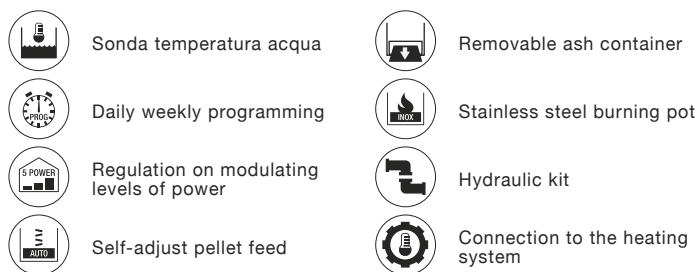 Sonda temperatura acqua
PROG
Daily weekly programming
5 POWER
Regulation on modulating
levels of power
AUTO
Self-adjust pellet feed
Removable ash container
INOX
Stainless steel burning pot
Hydraulic kit
Connection to the heating
system